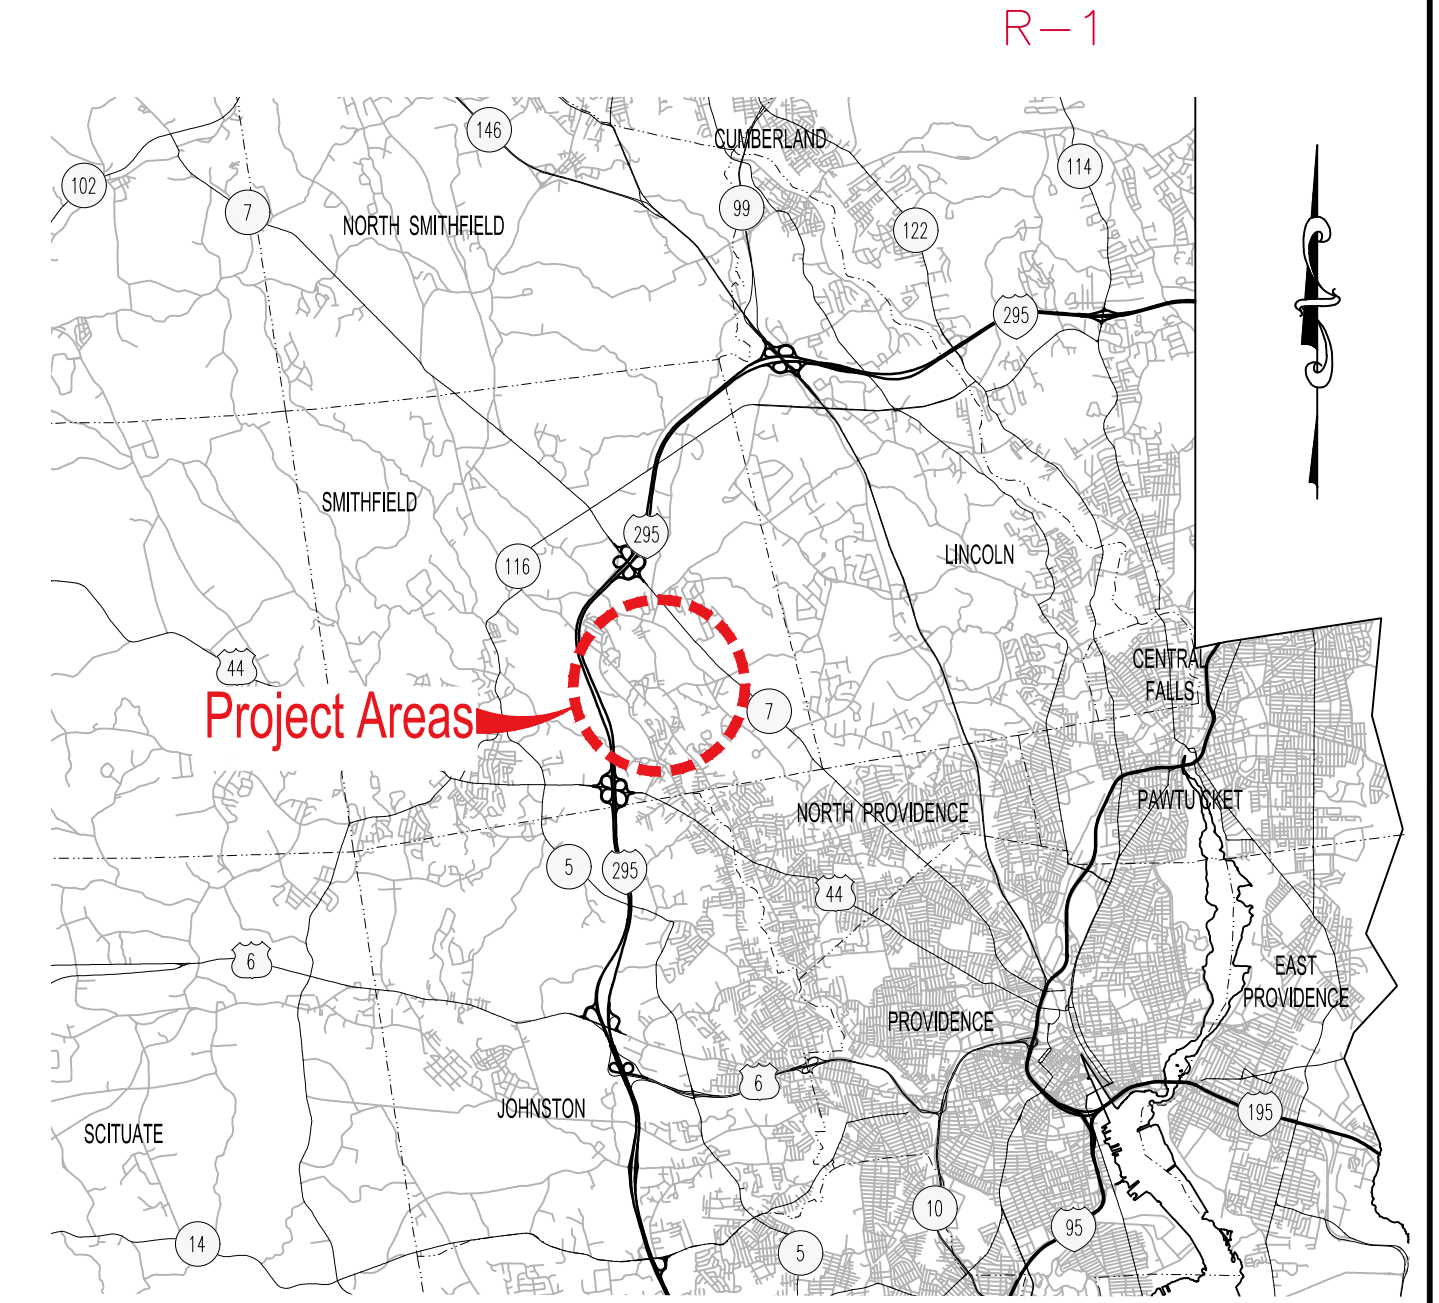 R-1
146
CUMBERLAND
114
102
7
99
NORTH SMITHFIELD
122
295
SMITHFIELD
295
LINCOLN
116
44
CENTRAL
FALLS
Project Areas
7
PAWTUCKET
NORTH PROVIDENCE
5
295
44
6
EAST
PROVIDENCE
PROVIDENCE
6
JOHNSTON
195
SCITUATE
10
95
14
5